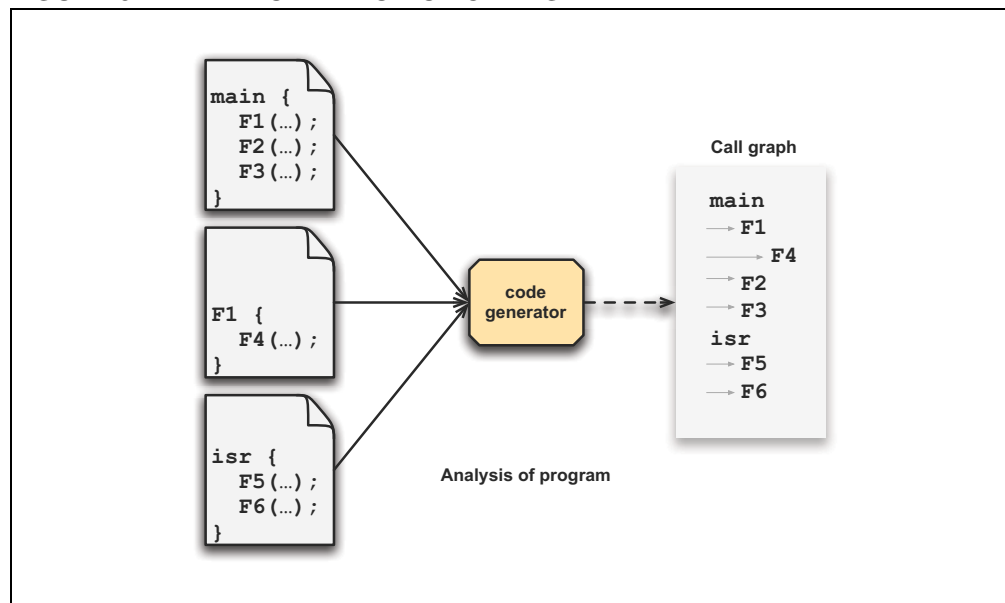 main {
F1(…);
F2(…);
F3(…);
}
F1 {
F4(…);
}
isr {
F5(…);
F6(…);
}
code
generator
Analysis of program
Call graph
main
F1
F4
F2
F3
isr
F5
F6